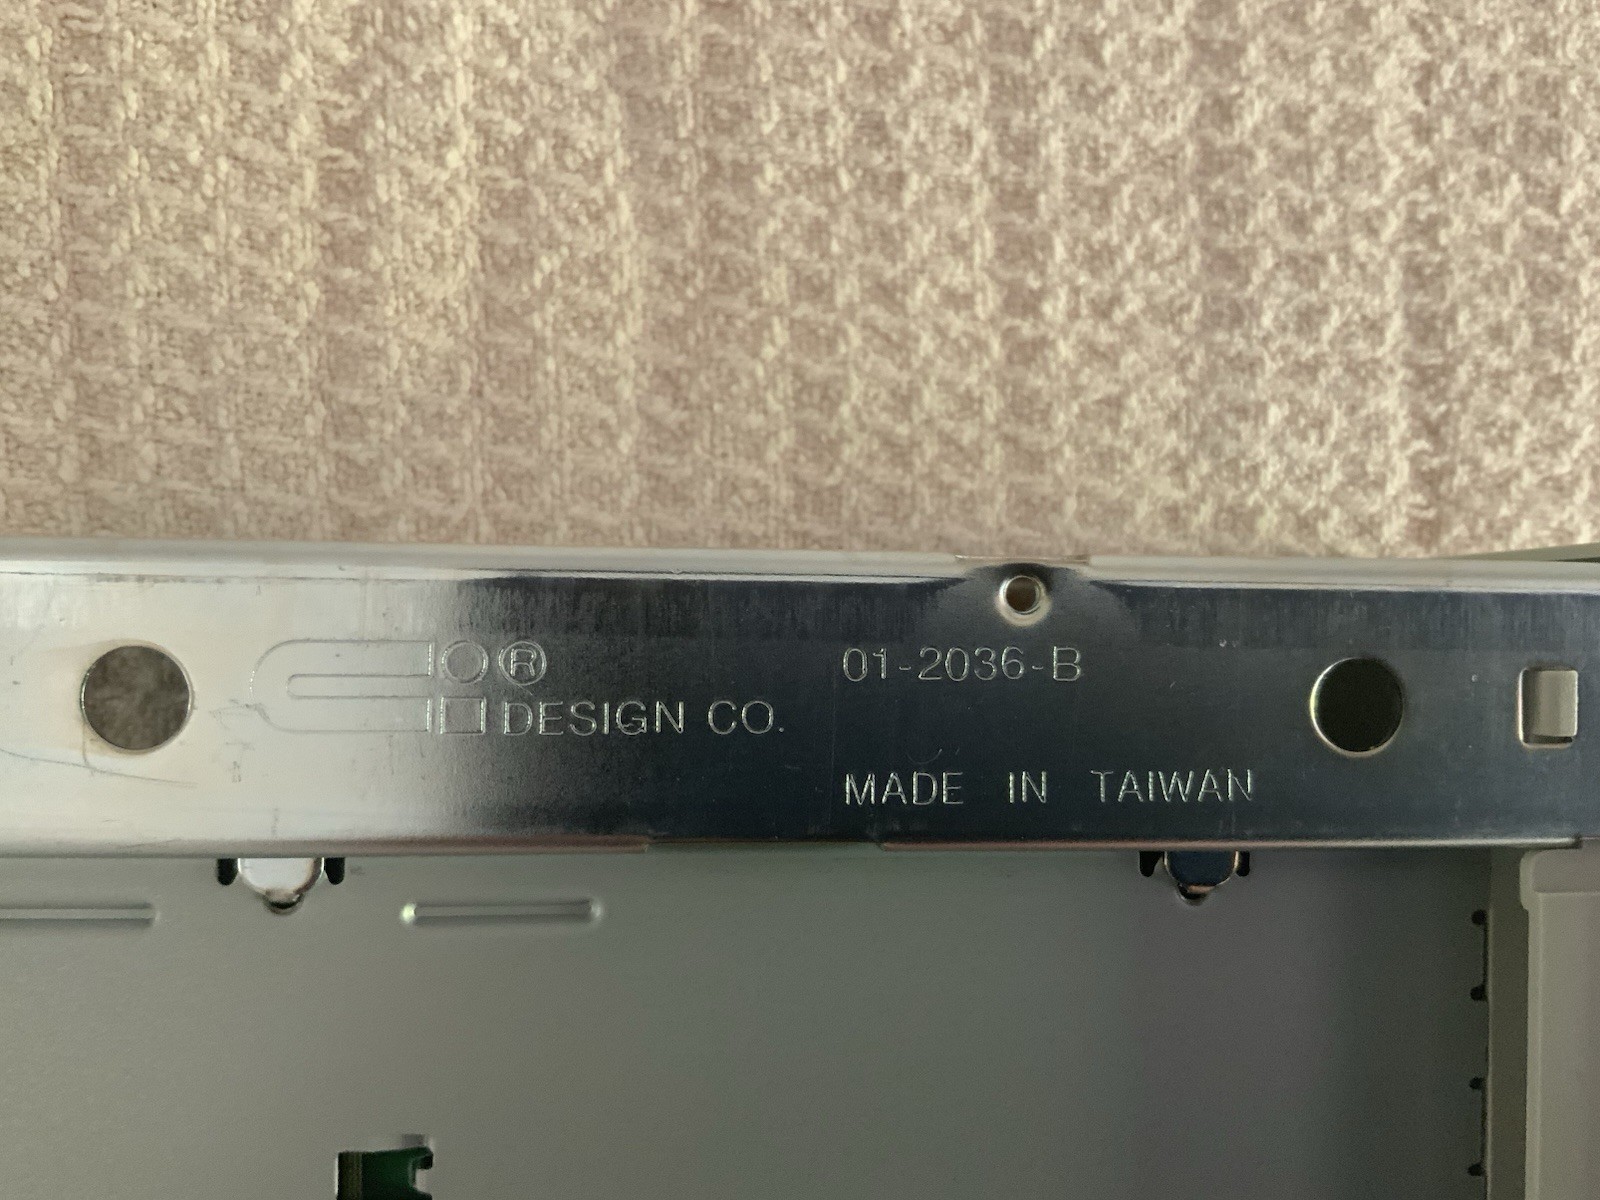 ®
DESIGN CO.
01-2036-B
MADE IN TAIWAN